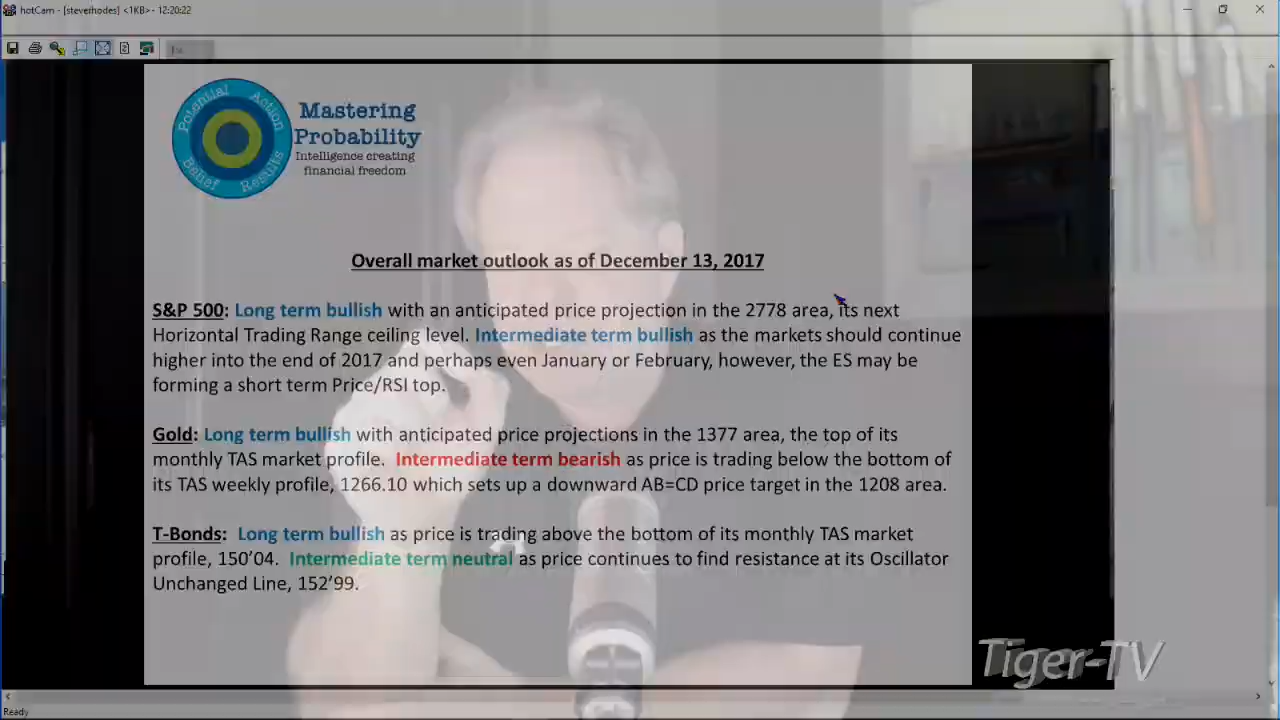 hotCam - [stevethodes] <1KB> - 12:20:22
Potential Action
Belief Results
Mastering
Probability
Intelligence creating
financial freedom
Overall market outlook as of December 13, 2017
S&P 500: Long term bullish with an anticipated price projection in the 2778 area, its next
Horizontal Trading Range ceiling level. Intermediate term bullish as the markets should continue
higher into the end of 2017 and perhaps even January or February, however, the ES may be
forming a short term Price/RSI top.
Gold: Long term bullish with anticipated price projections in the 1377 area, the top of its
monthly TAS market profile. Intermediate term bearish as price is trading below the bottom of
its TAS weekly profile, 1266.10 which sets up a downward AB=CD price target in the 1208 area.
T-Bonds: Long term bullish as price is trading above the bottom of its monthly TAS market
profile, 150’04. Intermediate term neutral as price continues to find resistance at its Oscillator
Unchanged Line, 152’99.
Tiger-TV
Ready